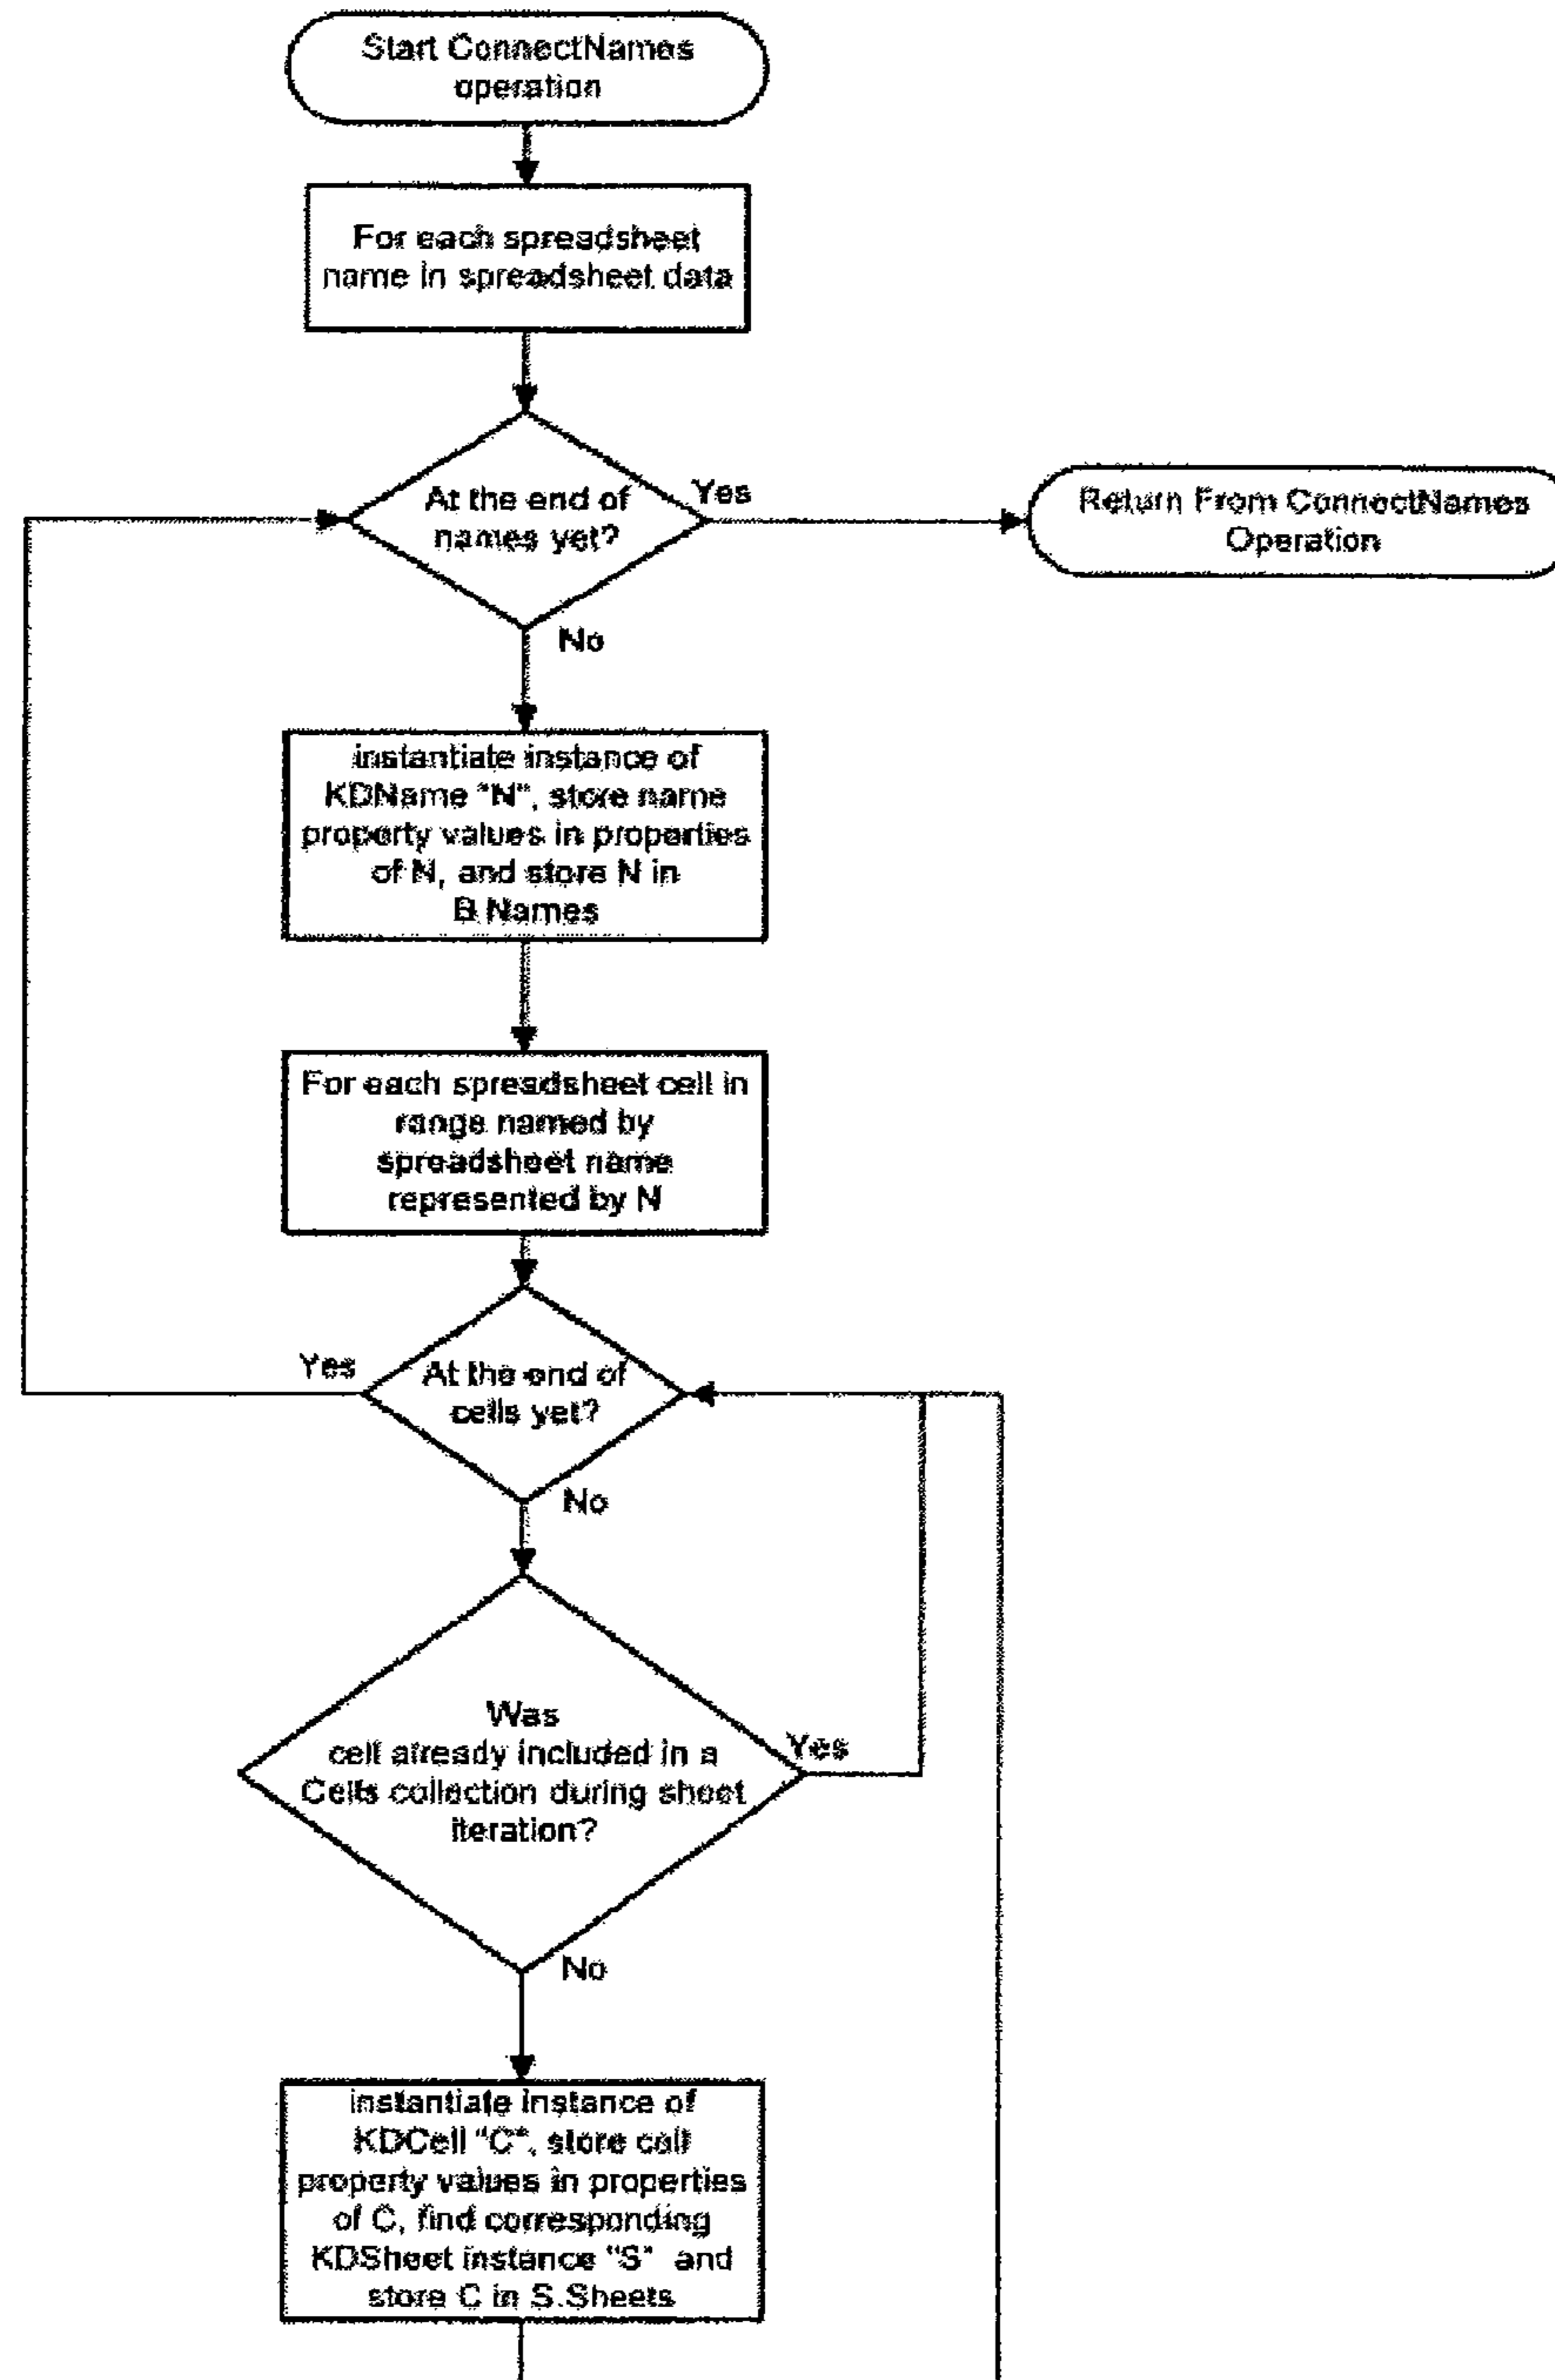 Start ConnectNames
operation
For each spreadsheet
name in spreadsheet data
At the end of
names yet?
Yes
Return From ConnectNames
Operation
No
instantiate instance of
KDName "N", store name
property values in properties
of N, and store N in
B.Names
For each spreadsheet cell in
range named by
spreadsheet name
represented by N
Yes
At the end of
cells yet?
No
Was
cell already included in a
Cells collection during sheet
iteration?
Yes
No
instantiate instance of
KDCell "C", store cell
property values in properties
of C, find corresponding
KDSheet instance "S" and
store C in S.Sheets